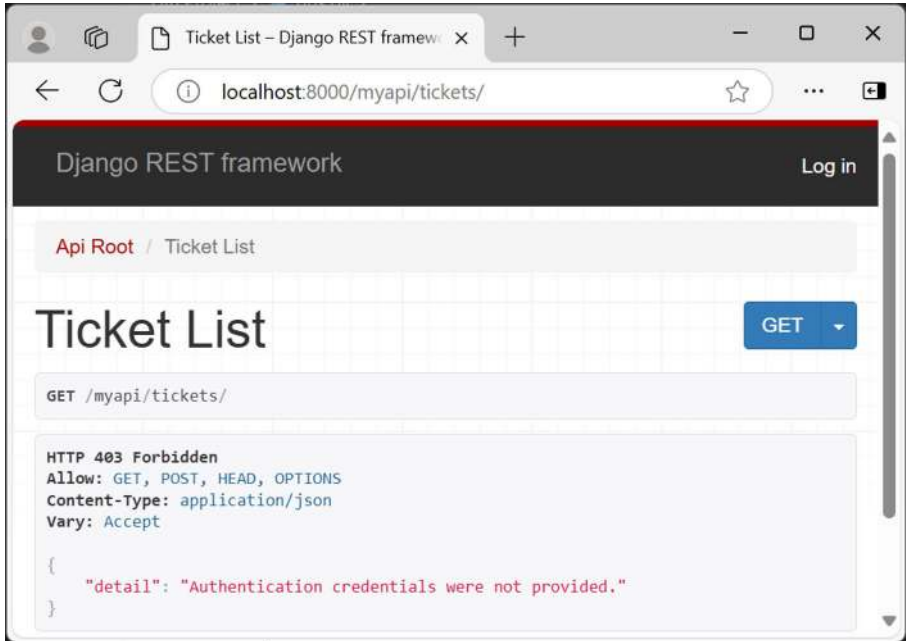 Ticket List – Django REST framew
localhost:8000/myapi/tickets/
Django REST framework
Log in
Api Root / Ticket List
Ticket List
GET
GET /myapi/tickets/
HTTP 403 Forbidden
Allow: GET, POST, HEAD, OPTIONS
Content-Type: application/json
Vary: Accept
{
    "detail": "Authentication credentials were not provided."
}